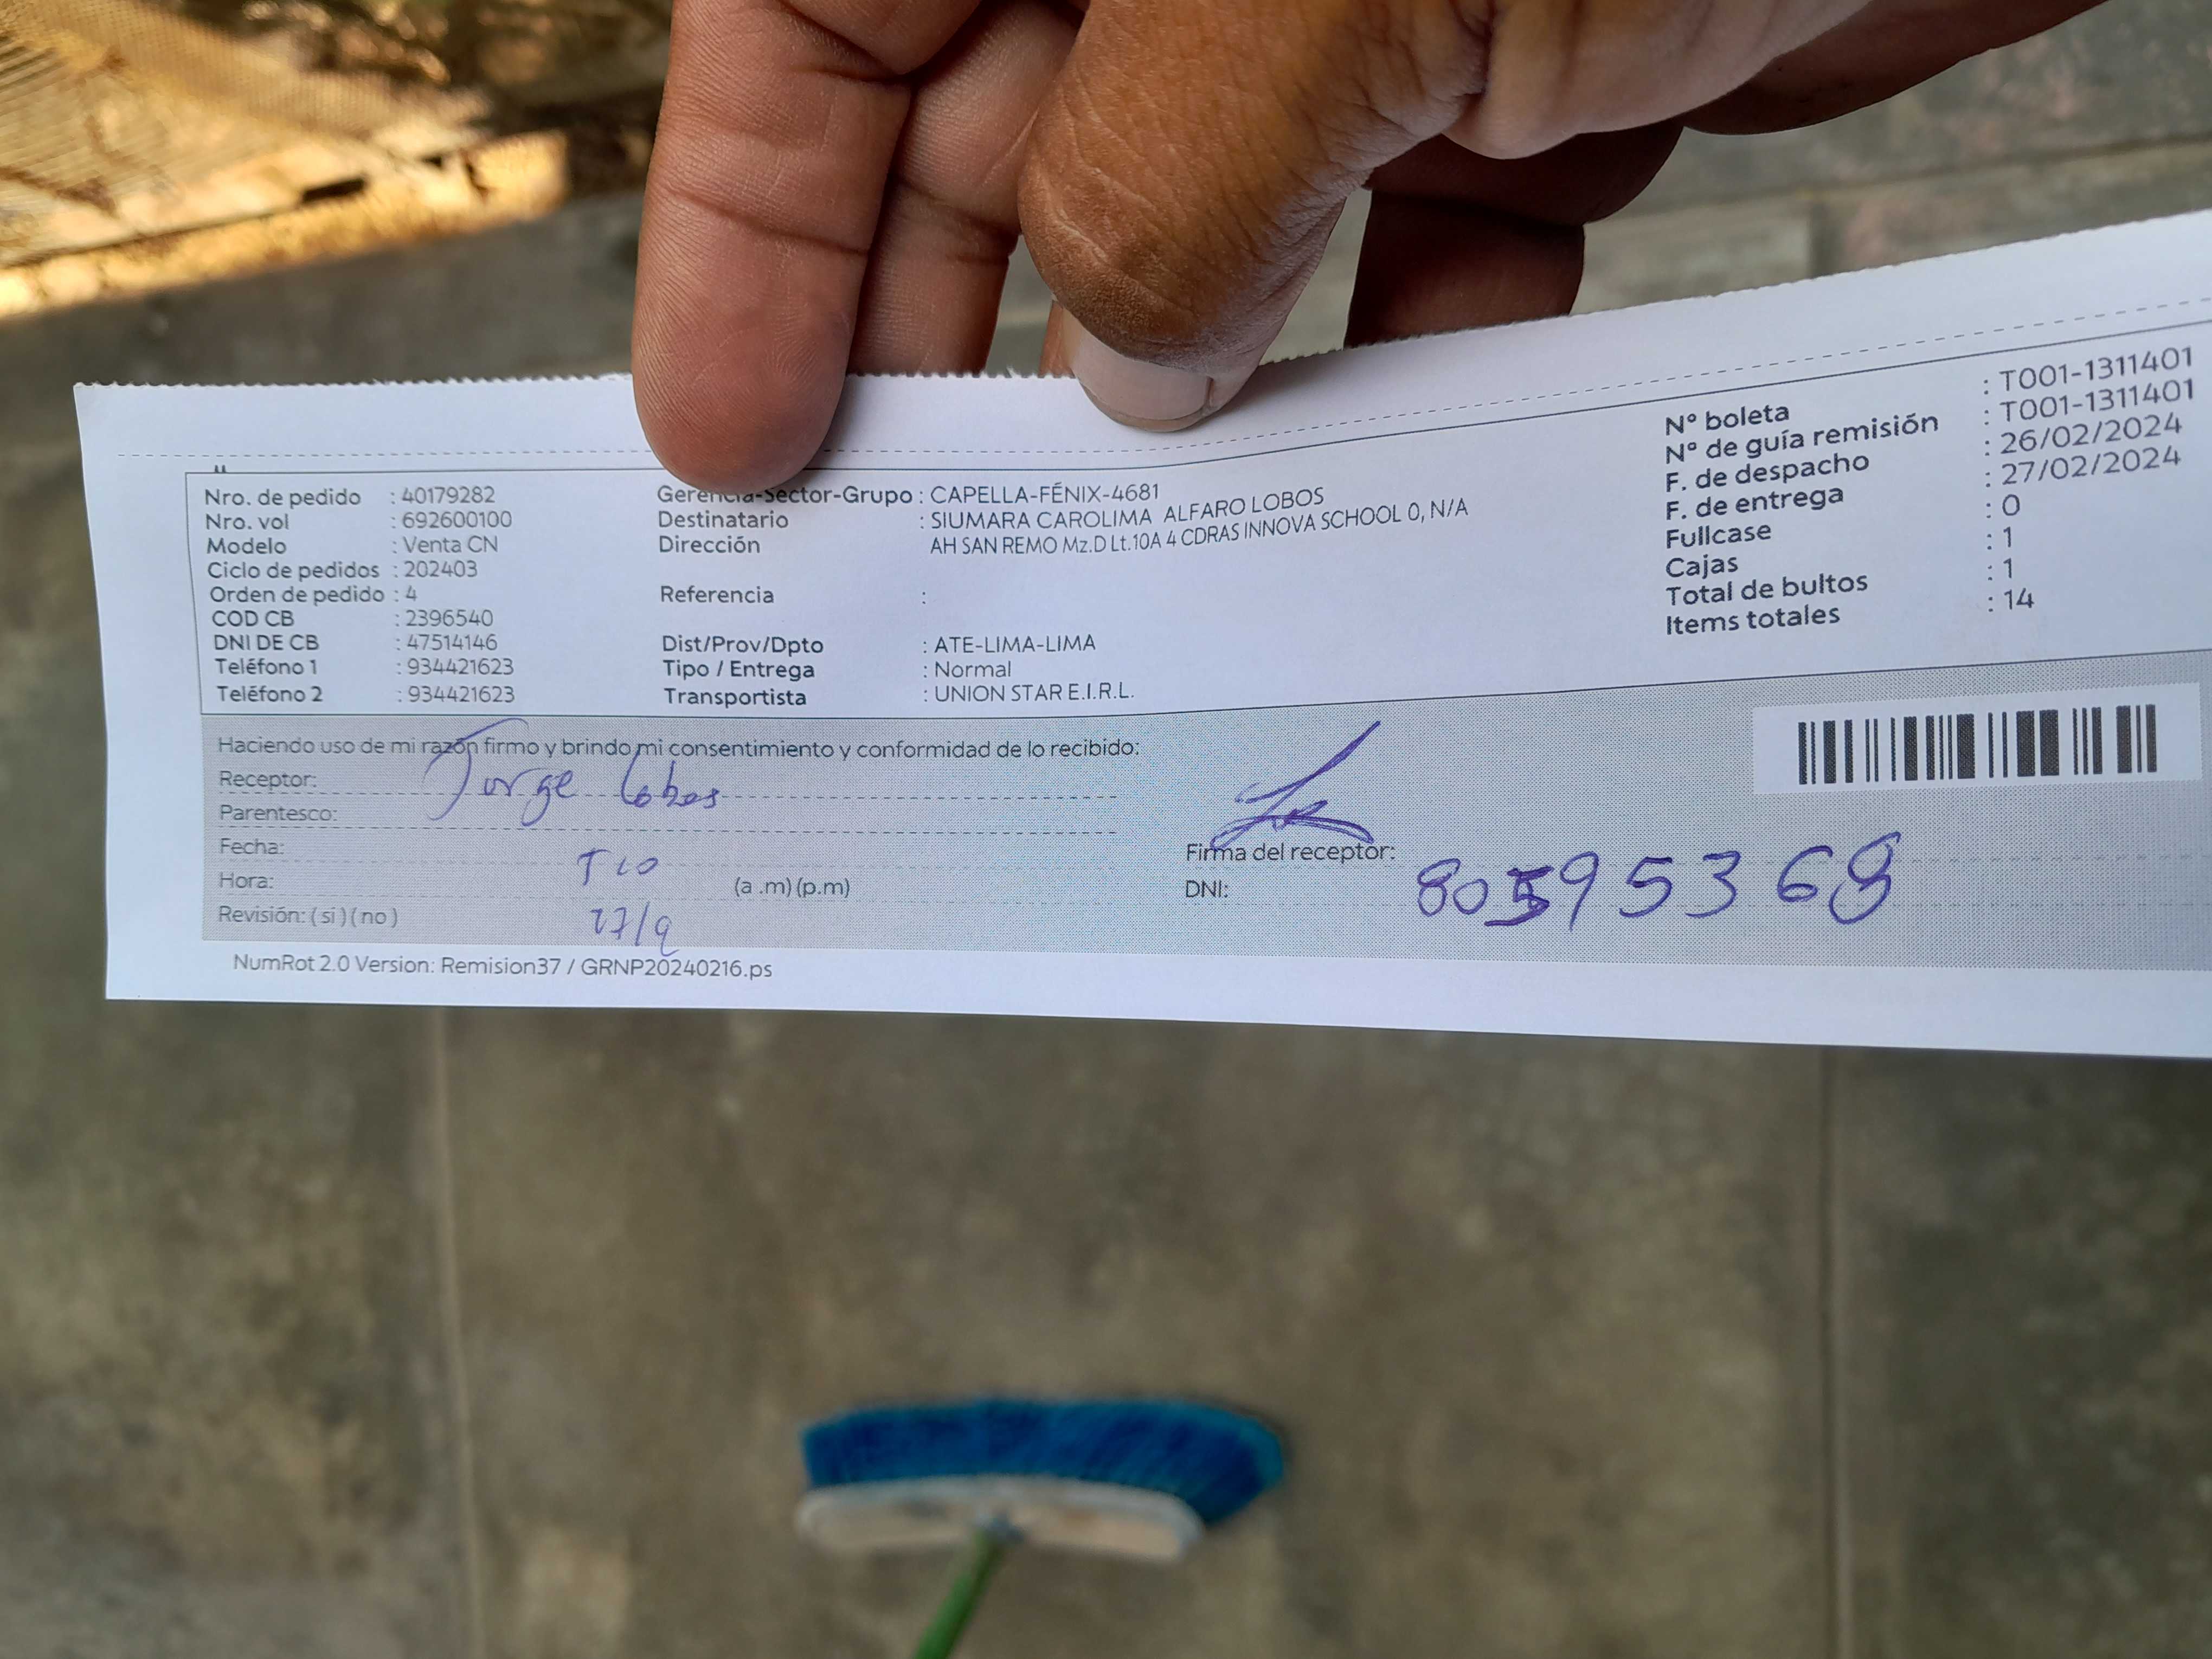 Nro. de pedido : 40179282
Nro. vol : 692600100
Modelo : Venta CN
Ciclo de pedidos : 202403
Orden de pedido : 4
COD CB : 2396540
DNI DE CB : 47514146
Teléfono 1 : 934421623
Teléfono 2 : 934421623
Gerencia-Sector-Grupo : CAPELLA-FÉNIX-4681
Destinatario : SIUMARA CAROLIMA ALFARO LOBOS
Dirección AH SAN REMO Mz.D Lt.10A 4 CDRAS INNOVA SCHOOL 0, N/A
Referencia :
Dist/Prov/Dpto : ATE-LIMA-LIMA
Tipo / Entrega : Normal
Transportista : UNION STAR E.I.R.L.
N° boleta : T001-1311401
N° de guía remisión : T001-1311401
F. de despacho : 26/02/2024
F. de entrega : 27/02/2024
Fullcase : 0
Cajas : 1
Total de bultos : 1
Items totales : 14
Haciendo uso de mi razón firmo y brindo mi consentimiento y conformidad de lo recibido:
Receptor: Jorge Lobos
Parentesco:
Fecha: Tio
Hora: (a .m) (p.m)
Revisión: ( si ) ( no )
Firma del receptor:
DNI:
NumRot 2.0 Version: Remision37 / GRNP20240216.ps